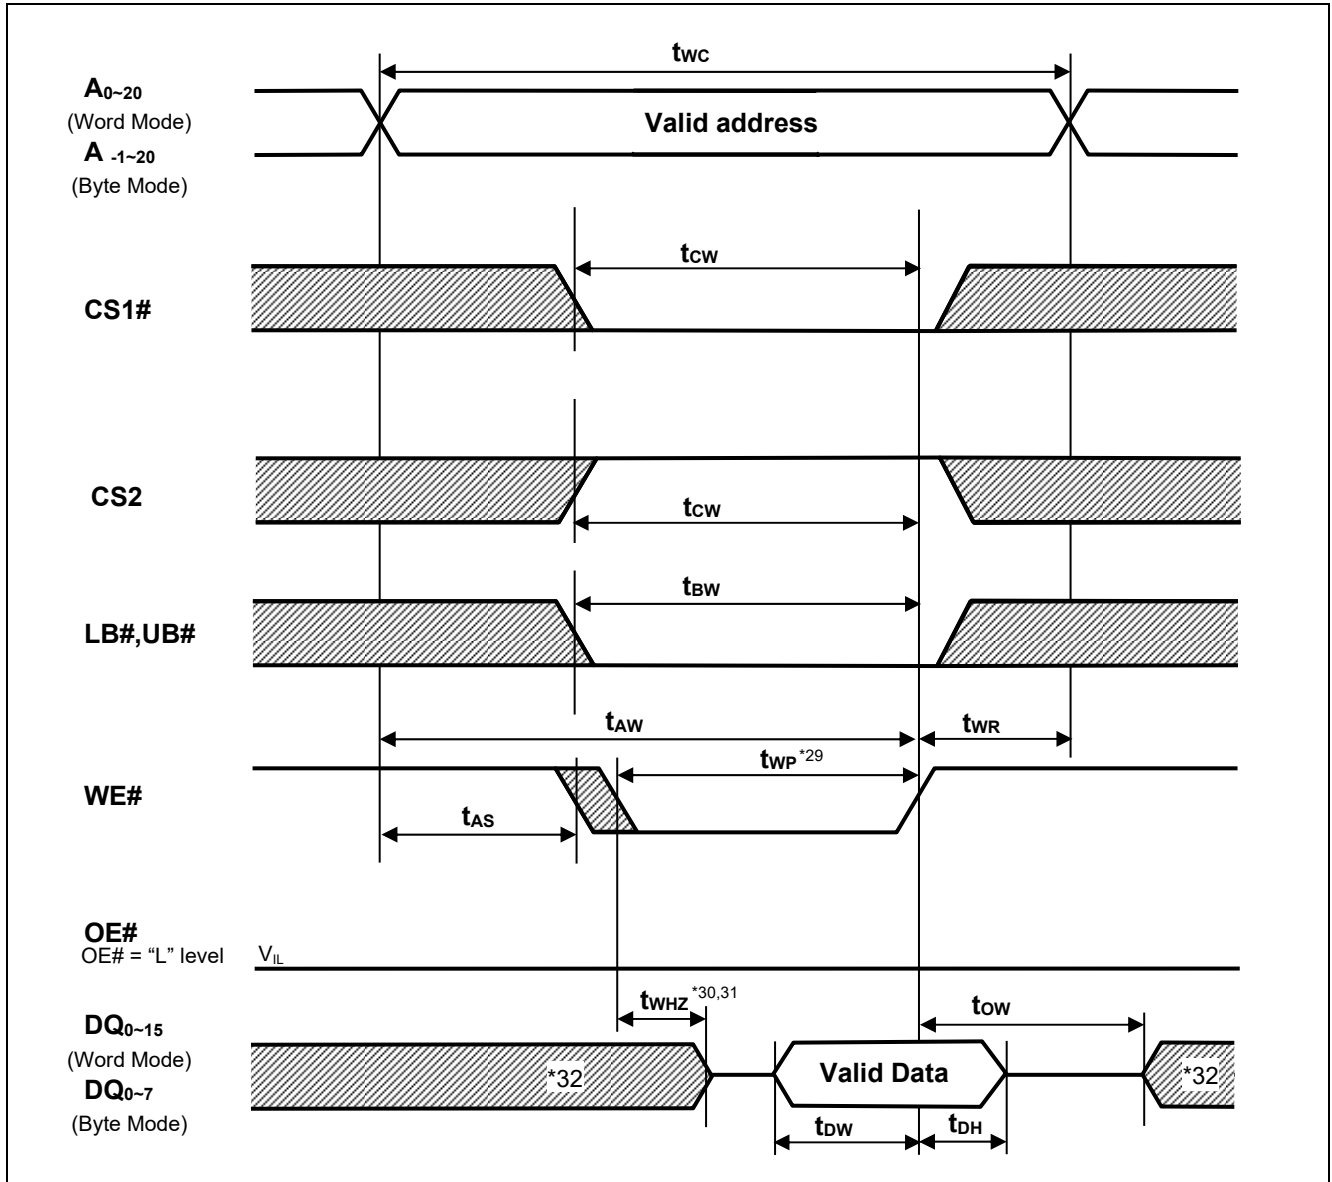 tWC
A0~20
(Word Mode)
Valid address
A -1~20
(Byte Mode)
tCW
CS1#
CS2
tCW
tBW
LB#,UB#
tAW
tWR
tWP *29
WE#
tAS
OE#
OE# = “L” level VIL
tWHZ *30,31
tOW
DQ0~15
(Word Mode)
*32
Valid Data
*32
DQ0~7
(Byte Mode)
tDW
tDH